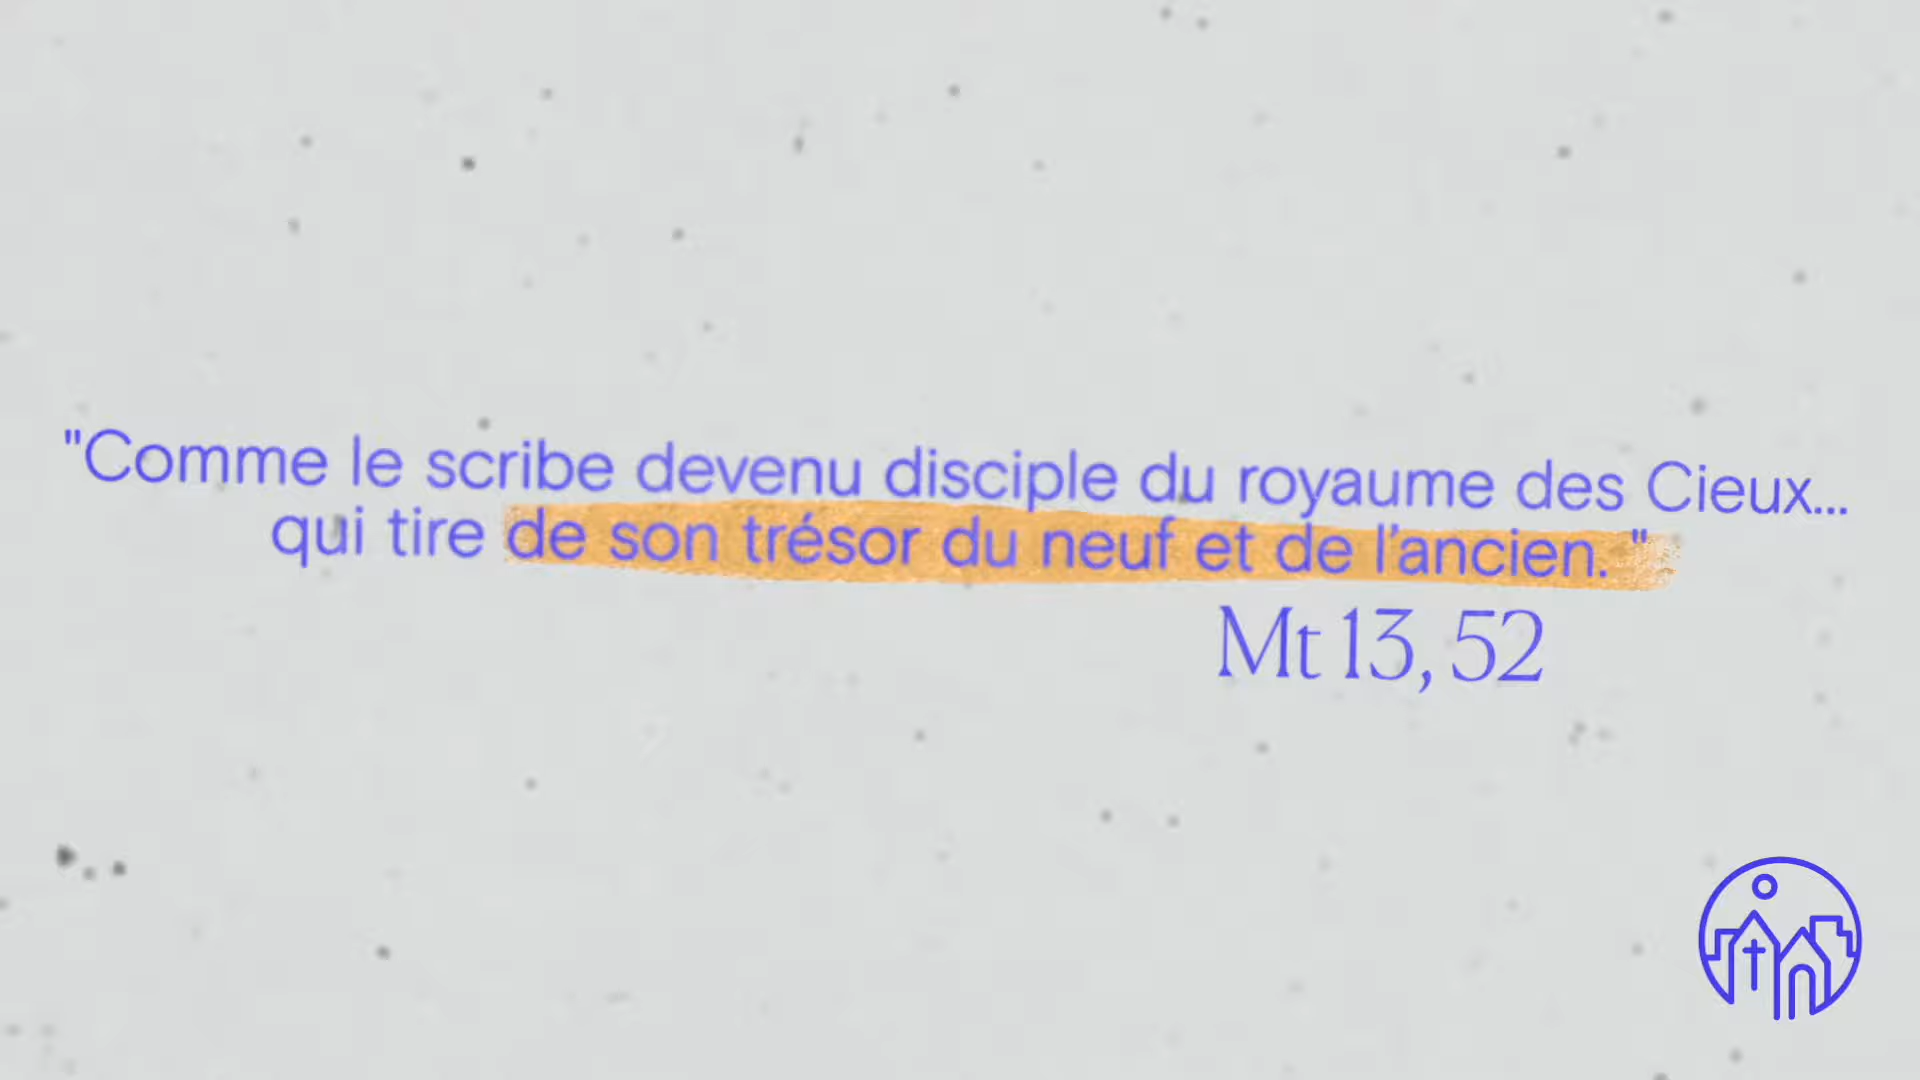 "Comme le scribe devenu disciple du royaume des Cieux...
qui tire de son trésor du neuf et de l'ancien. "
Mt 13, 52